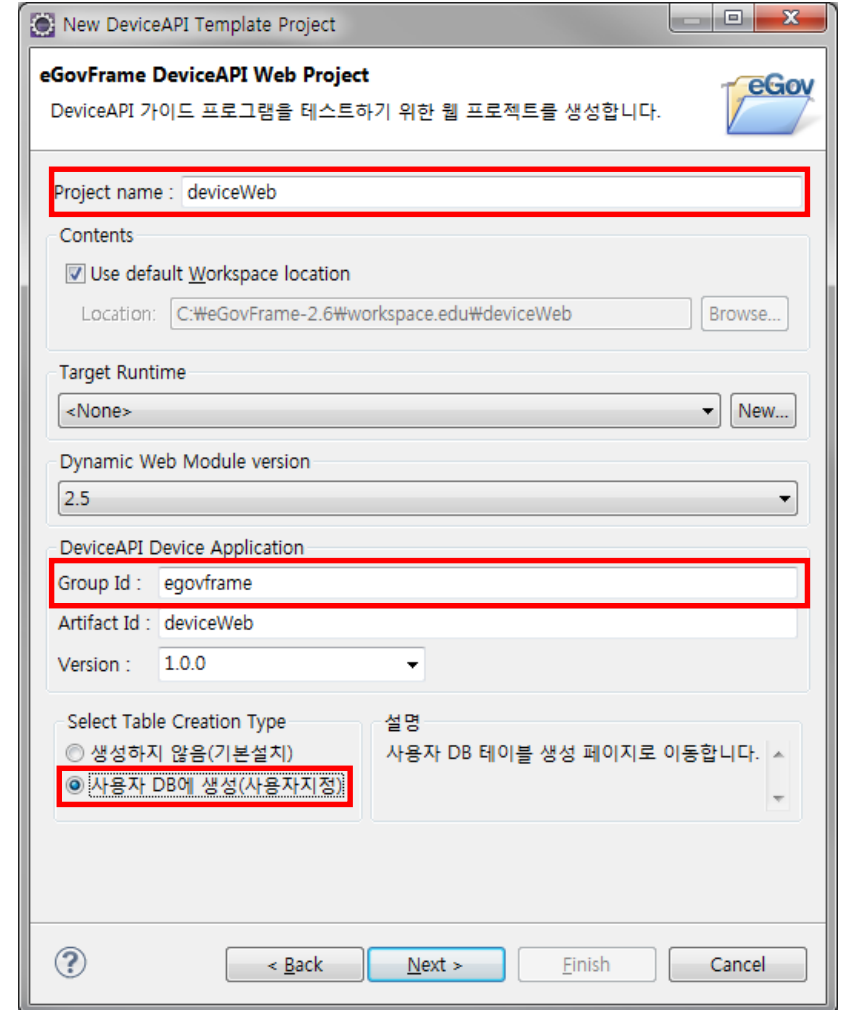 New DeviceAPI Template Project
eGovFrame DeviceAPI Web Project
DeviceAPI 가이드 프로그램을 테스트하기 위한 웹 프로젝트를 생성합니다.
eGov
Project name : deviceWeb
Contents
Use default Workspace location
Location: C:₩eGovFrame-2.6₩workspace.edu₩deviceWeb Browse...
Target Runtime
<None> New...
Dynamic Web Module version
2.5
DeviceAPI Device Application
Group Id : egovframe
Artifact Id : deviceWeb
Version : 1.0.0
Select Table Creation Type 설명
생성하지 않음(기본설치) 사용자 DB 테이블 생성 페이지로 이동합니다.
사용자 DB에 생성(사용자지정)
? < Back Next > Finish Cancel